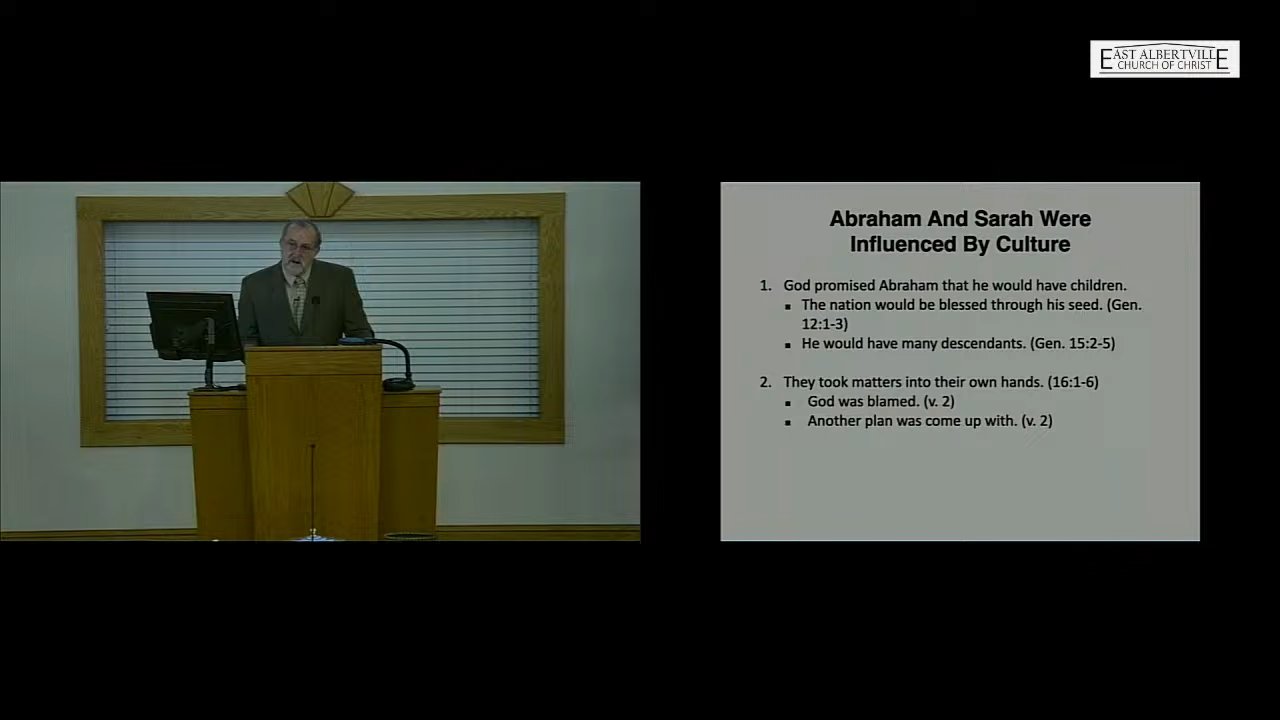 EAST ALBERTVILLE
CHURCH OF CHRIST
Abraham And Sarah Were
Influenced By Culture
1. God promised Abraham that he would have children.
▪ The nation would be blessed through his seed. (Gen.
12:1-3)
▪ He would have many descendants. (Gen. 15:2-5)
2. They took matters into their own hands. (16:1-6)
▪ God was blamed. (v. 2)
▪ Another plan was come up with. (v. 2)